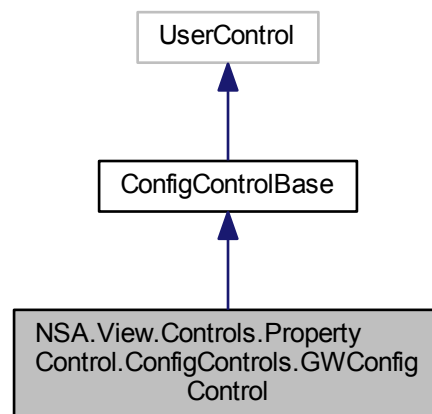 UserControl
ConfigControlBase
NSA.View.Controls.Property
Control.ConfigControls.GWConfig
Control